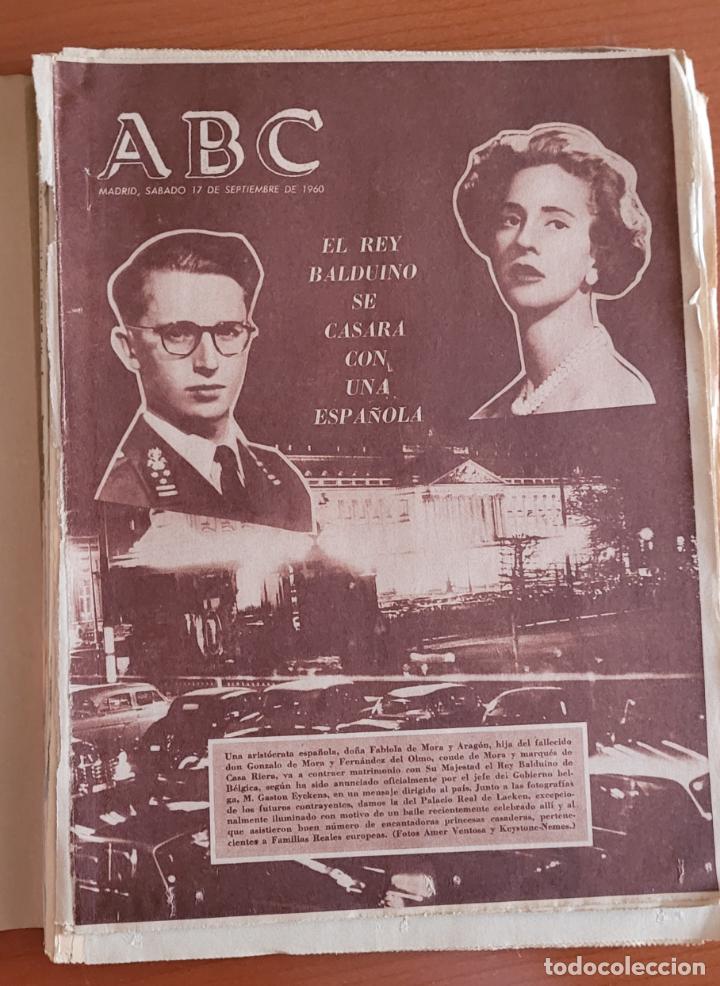 ABC
MADRID, SABADO 17 DE SEPTIEMBRE DE 1960
EL REY
BALDUINO
SE
CASARA
CON
UNA
ESPAÑOLA
Una aristócrata española, doña Fabiola de Mora y Aragón, hija del fallecido
don Gonzalo de Mora y Fernández del Olmo, conde de Mora y marqués de
Casa Riera, va a contraer matrimonio con Su Majestad el Rey Balduino de
Bélgica, según ha sido anunciado oficialmente por el jefe del Gobierno bel-
ga, M. Gaston Eyckens, en un mensaje dirigido al país. Junto a las fotografías
de los futuros contrayentes, damos la del Palacio Real de Laeken, excepcio-
nalmente iluminado con motivo de un baile recientemente celebrado allí y al
que asistieron buen número de encantadoras princesas casaderas, pertene-
cientes a Familias Reales europeas. (Fotos Amer Ventosa y Keystone-Nemes.)
todocoleccion